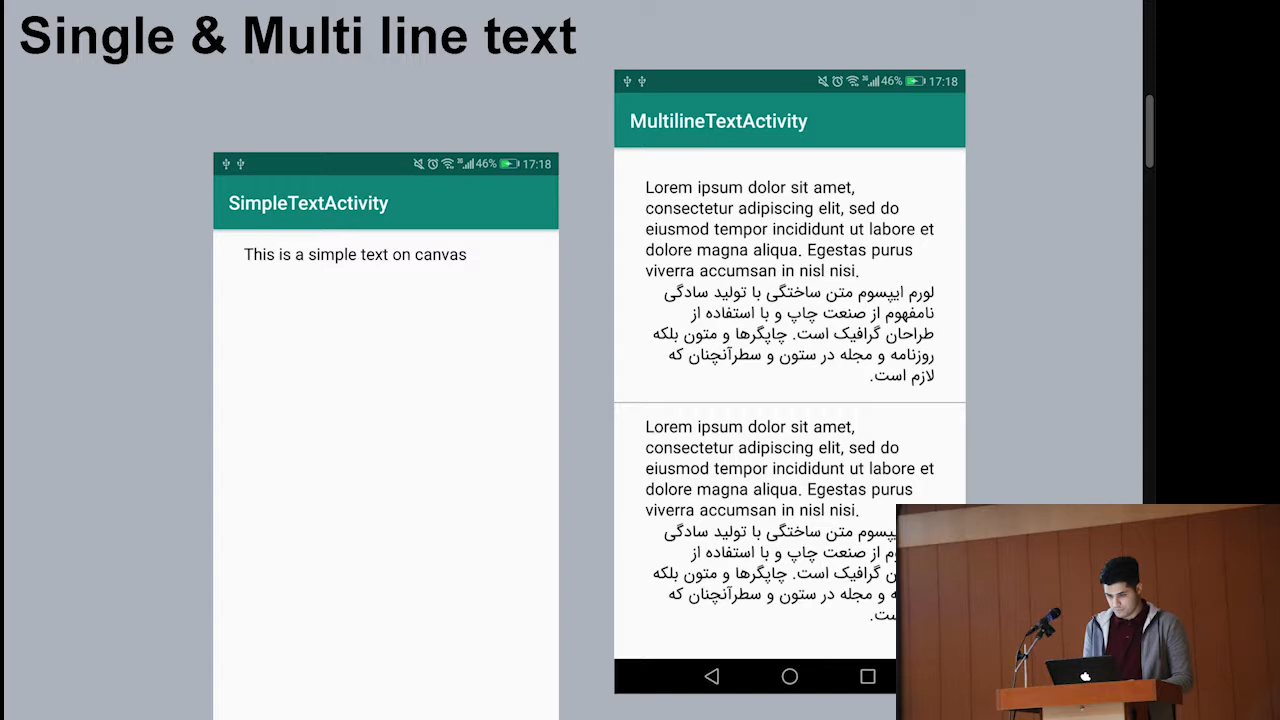 Single & Multi line text
46% 17:18
SimpleTextActivity
This is a simple text on canvas
46% 17:18
MultilineTextActivity
Lorem ipsum dolor sit amet,
consectetur adipiscing elit, sed do
eiusmod tempor incididunt ut labore et
dolore magna aliqua. Egestas purus
viverra accumsan in nisl nisi.
لورم ایپسوم متن ساختگی با تولید سادگی
نامفهوم از صنعت چاپ و با استفاده از
طراحان گرافیک است. چاپگرها و متون بلکه
روزنامه و مجله در ستون و سطرآنچنان که
لازم است.
Lorem ipsum dolor sit amet,
consectetur adipiscing elit, sed do
eiusmod tempor incididunt ut labore et
dolore magna aliqua. Egestas purus
viverra accumsan in nisl nisi.
متن ساختگی با تولید سادگی
از صنعت چاپ و با استفاده از
گرافیک است. چاپگرها و متون بلکه
و مجله در ستون و سطرآنچنان که